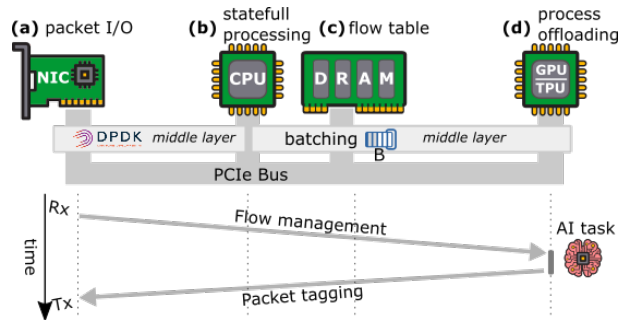 (a) packet I/O
(b) statefull processing
(c) flow table
(d) process offloading
NIC
CPU
DRAM
GPU
TPU
DPDK
middle layer
batching
B
middle layer
PCIe Bus
Rx
Flow management
AI task
time
Tx
Packet tagging